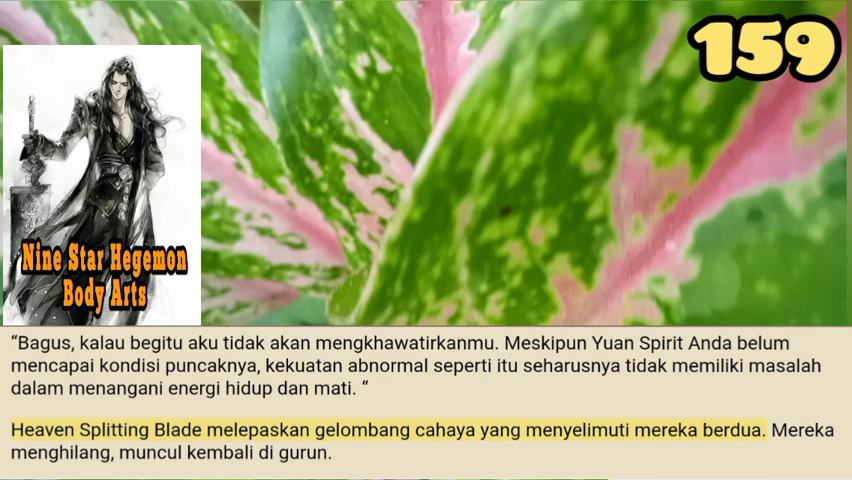 159
Nine Star Hegemon
Body Arts
“Bagus, kalau begitu aku tidak akan mengkhawatirkanmu. Meskipun Yuan Spirit Anda belum
mencapai kondisi puncaknya, kekuatan abnormal seperti itu seharusnya tidak memiliki masalah
dalam menangani energi hidup dan mati. “
Heaven Splitting Blade melepaskan gelombang cahaya yang menyelimuti mereka berdua. Mereka
menghilang, muncul kembali di gurun.